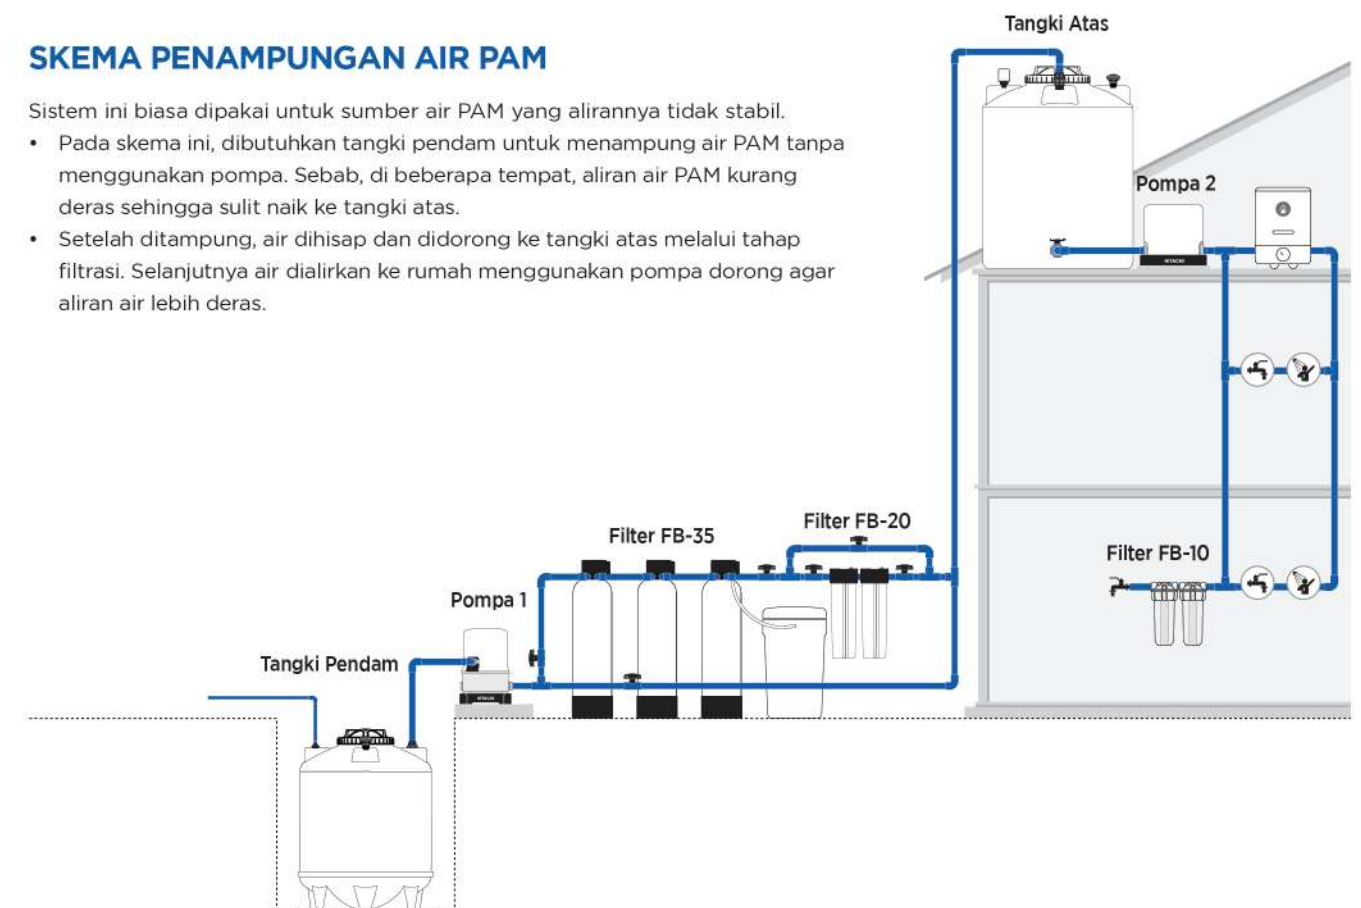 SKEMA PENAMPUNGAN AIR PAM
Sistem ini biasa dipakai untuk sumber air PAM yang alirannya tidak stabil.
• Pada skema ini, dibutuhkan tangki pendam untuk menampung air PAM tanpa
menggunakan pompa. Sebab, di beberapa tempat, aliran air PAM kurang
deras sehingga sulit naik ke tangki atas.
• Setelah ditampung, air dihisap dan didorong ke tangki atas melalui tahap
filtrasi. Selanjutnya air dialirkan ke rumah menggunakan pompa dorong agar
aliran air lebih deras.
Tangki Atas
Pompa 2
HITACHI
Filter FB-20
Filter FB-35
Filter FB-10
Pompa 1
Tangki Pendam
HITACHI